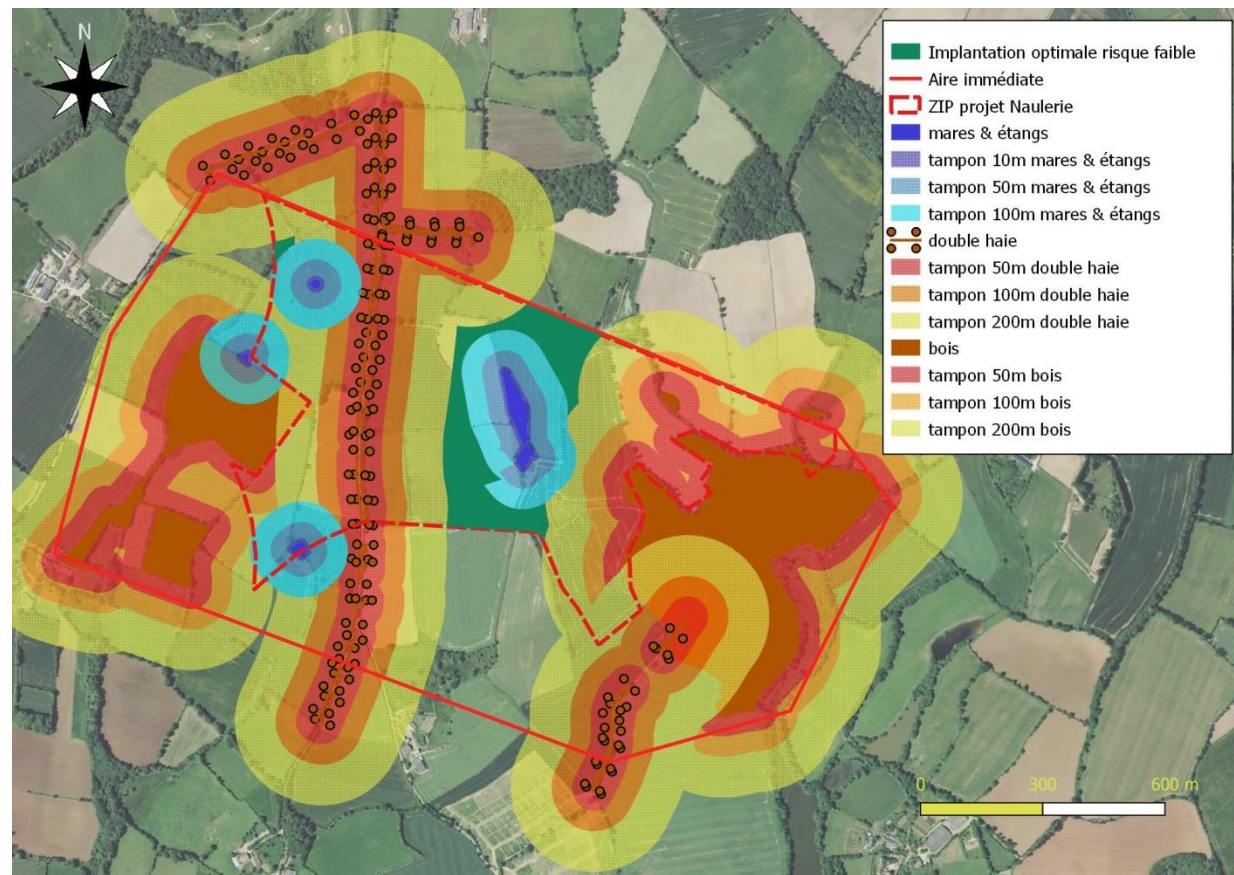 N
Implantation optimale risque faible
Aire immédiate
ZIP projet Naulerie
mares & étangs
tampon 10m mares & étangs
tampon 50m mares & étangs
tampon 100m mares & étangs
double haie
tampon 50m double haie
tampon 100m double haie
tampon 200m double haie
bois
tampon 50m bois
tampon 100m bois
tampon 200m bois
0 300 600 m